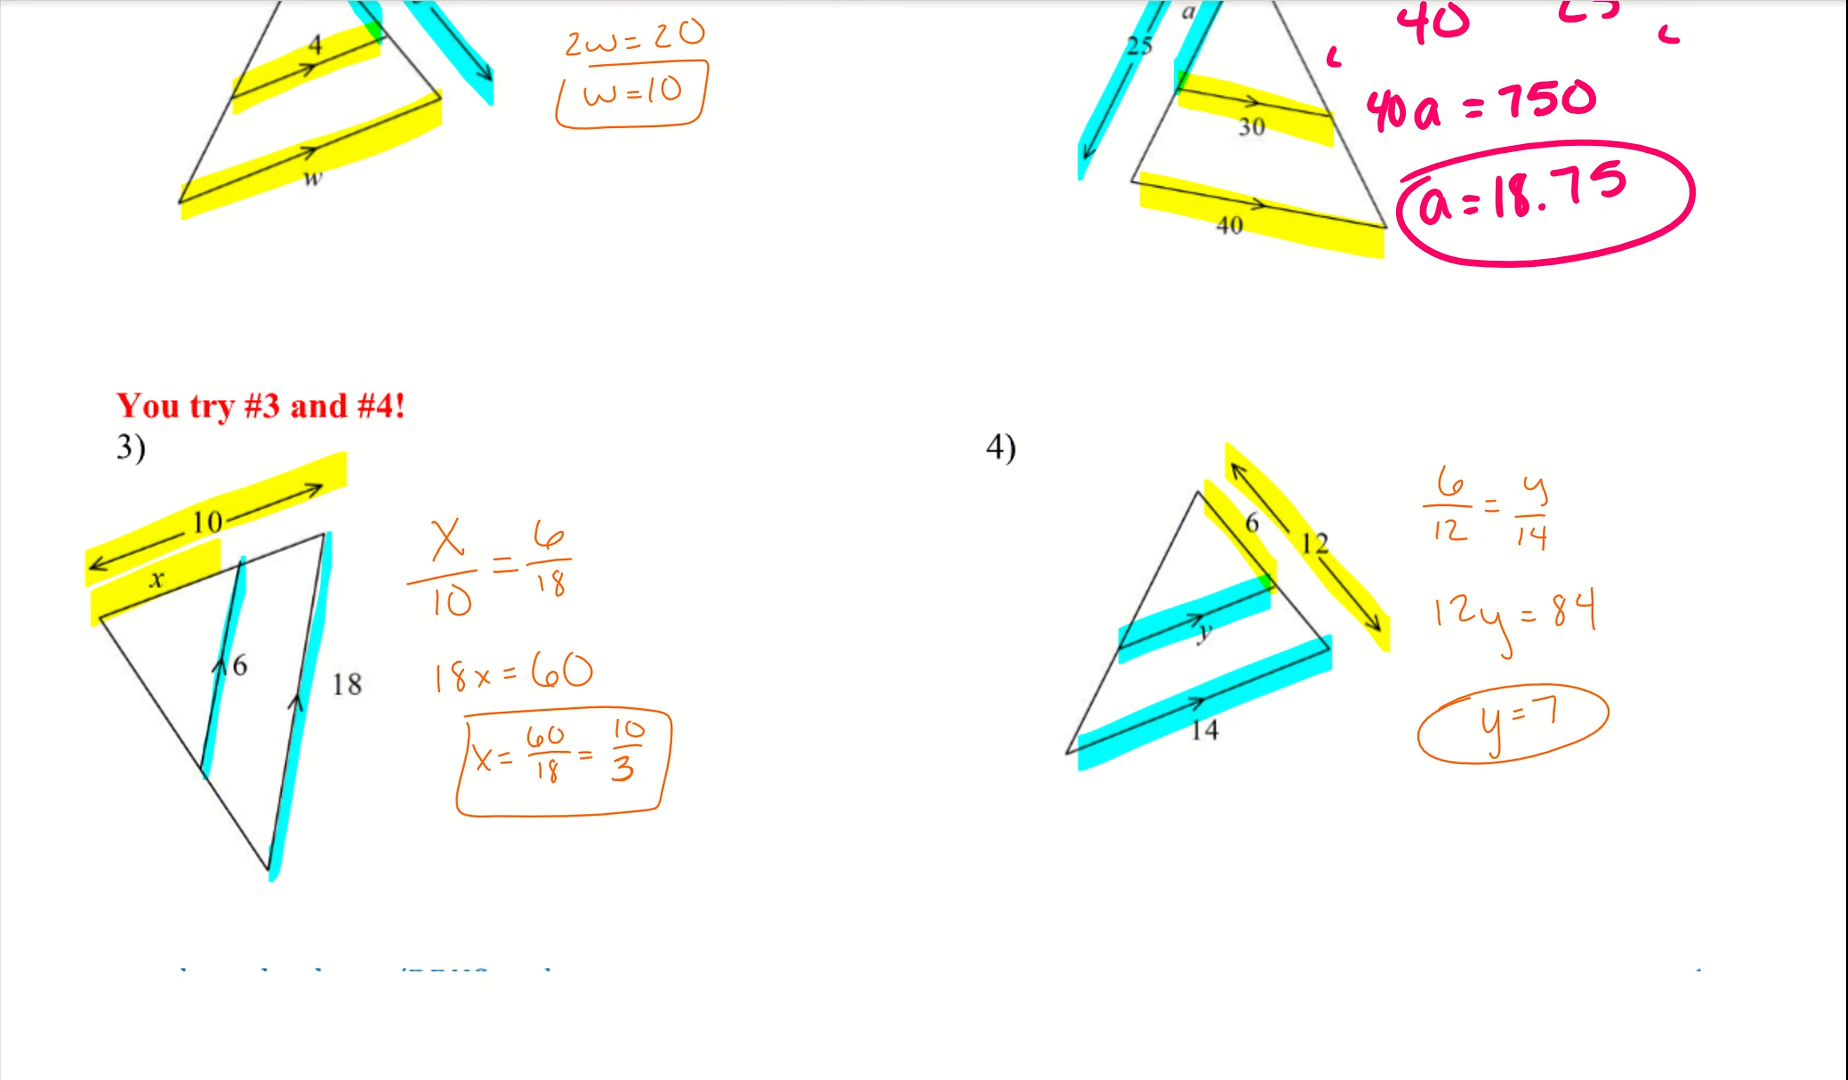 4
w
2w = 20
w = 10
25
a
30
40
40
40a = 750
a = 18.75
You try #3 and #4!
3)
10
x
6
18
x/10 = 6/18
18x = 60
x = 60/18 = 10/3
4)
6
12
y
14
6/12 = y/14
12y = 84
y = 7